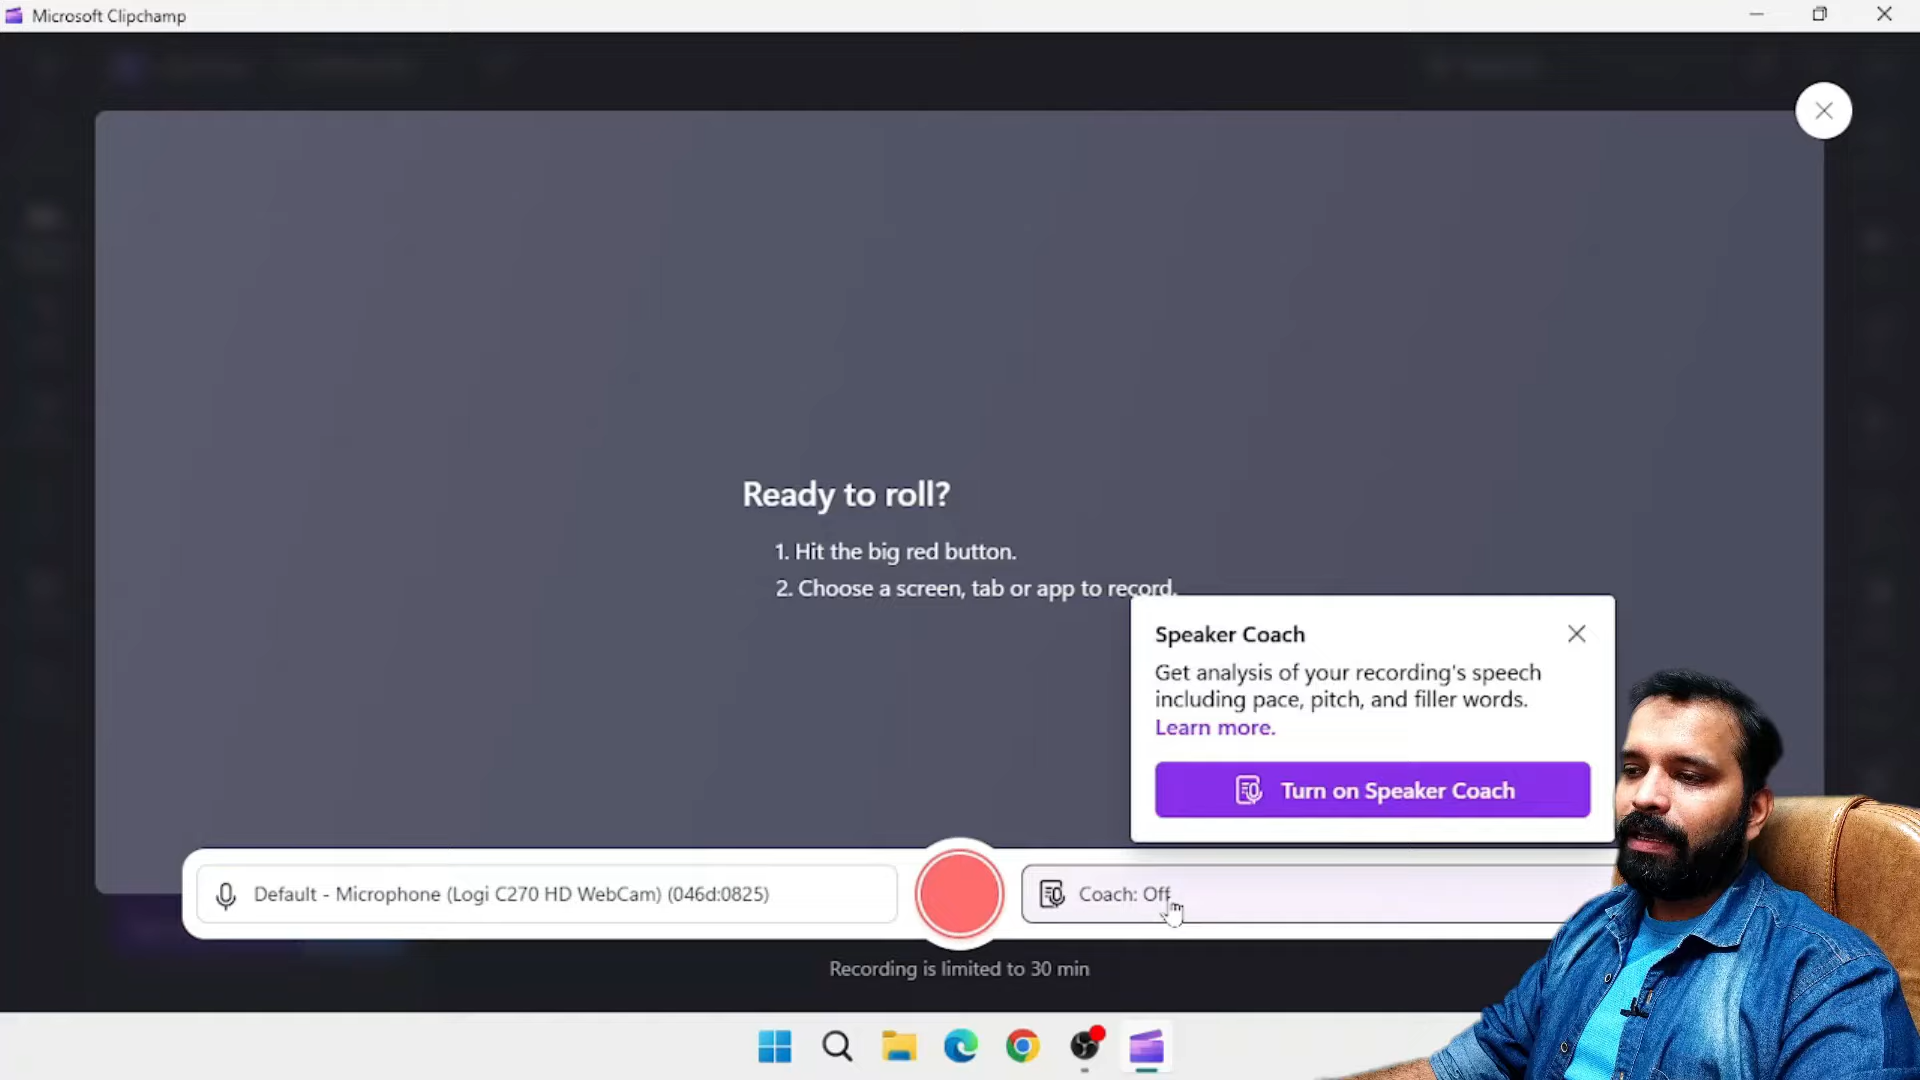 Microsoft Clipchamp
Ready to roll?
1. Hit the big red button.
2. Choose a screen, tab or app to record.
Speaker Coach
Get analysis of your recording's speech
including pace, pitch, and filler words.
Learn more.
Turn on Speaker Coach
Default - Microphone (Logi C270 HD WebCam) (046d:0825)
Coach: Off
Recording is limited to 30 min